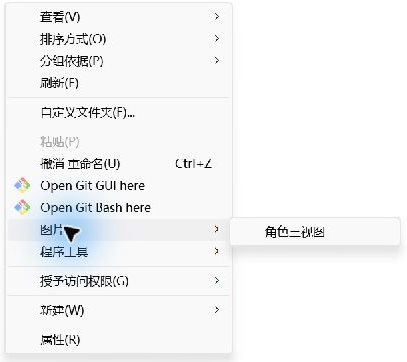 查看(V)
排序方式(O)
分组依据(P)
刷新(E)
自定义文件夹(F)...
粘贴(P)
撤消 重命名(U) Ctrl+Z
Open Git GUI here
Open Git Bash here
图片
角色三视图
程序工具
授予访问权限(G)
新建(W)
属性(R)